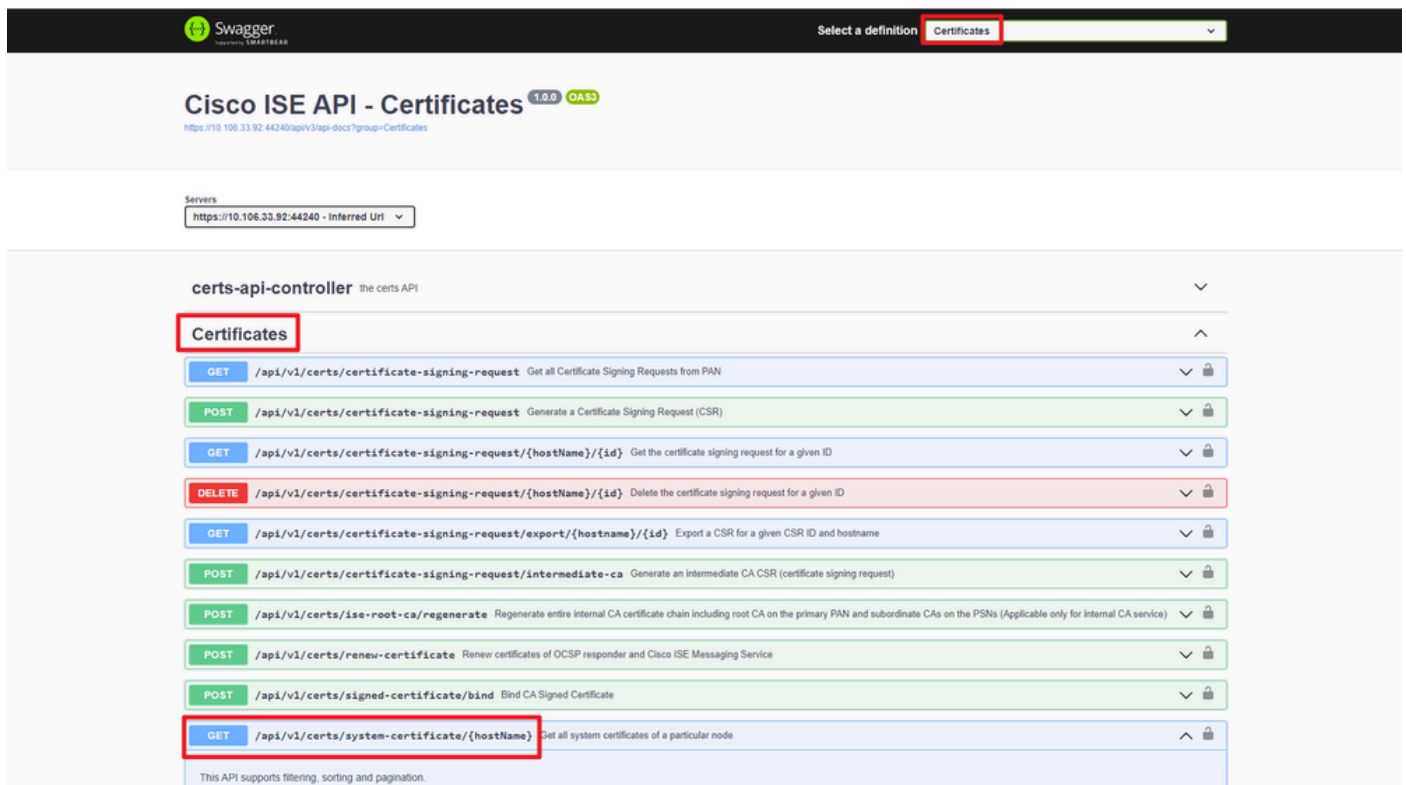 Swagger
Supported by SMARTBEAR
Select a definition
Certificates
Cisco ISE API - Certificates 1.0.0 OAS3
https://10.106.33.92:44240/api/v3/api-docs?group=Certificates
Servers
https://10.106.33.92:44240 - Inferred Url
certs-api-controller the certs API
Certificates
GET /api/v1/certs/certificate-signing-request Get all Certificate Signing Requests from PAN
POST /api/v1/certs/certificate-signing-request Generate a Certificate Signing Request (CSR)
GET /api/v1/certs/certificate-signing-request/{hostName}/{id} Get the certificate signing request for a given ID
DELETE /api/v1/certs/certificate-signing-request/{hostName}/{id} Delete the certificate signing request for a given ID
GET /api/v1/certs/certificate-signing-request/export/{hostname}/{id} Export a CSR for a given CSR ID and hostname
POST /api/v1/certs/certificate-signing-request/intermediate-ca Generate an intermediate CA CSR (certificate signing request)
POST /api/v1/certs/ise-root-ca/regenerate Regenerate entire internal CA certificate chain including root CA on the primary PAN and subordinate CAs on the PSNs (Applicable only for internal CA service)
POST /api/v1/certs/renew-certificate Renew certificates of OCSP responder and Cisco ISE Messaging Service
POST /api/v1/certs/signed-certificate/bind Bind CA Signed Certificate
GET /api/v1/certs/system-certificate/{hostName} Get all system certificates of a particular node
This API supports filtering, sorting and pagination.